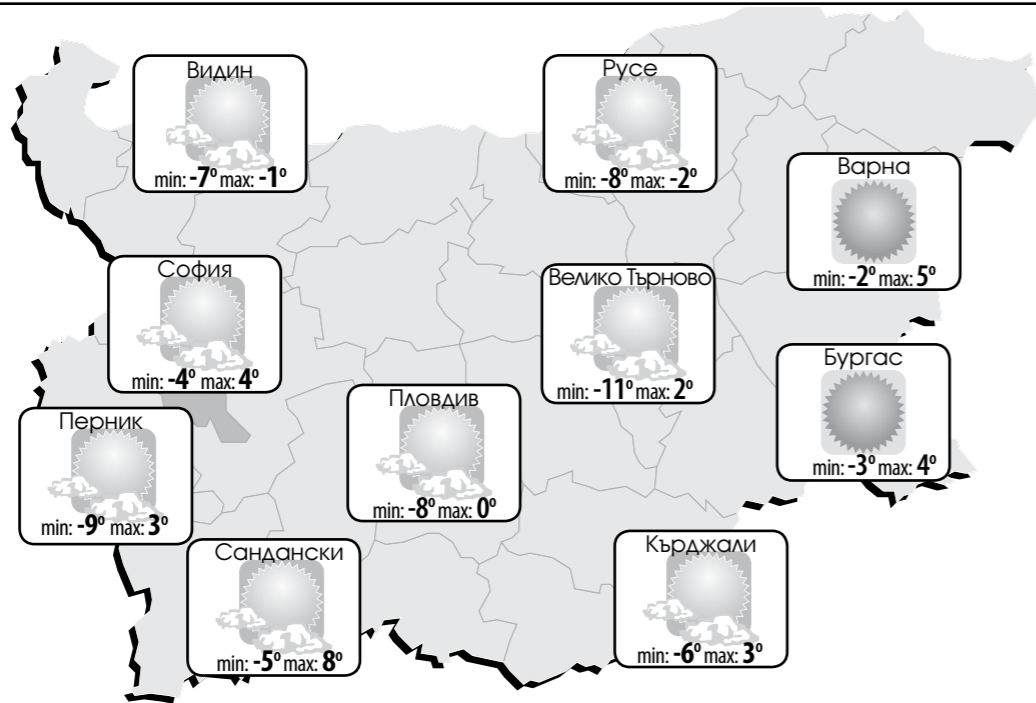 Видин
min: -7° max: -1°
Русе
min: -8° max: -2°
Варна
min: -2° max: 5°
София
min: -4° max: 4°
Велико Търново
min: -11° max: 2°
Бургас
min: -3° max: 4°
Пловдив
min: -8° max: 0°
Перник
min: -9° max: 3°
Сандански
min: -5° max: 8°
Кърджали
min: -6° max: 3°